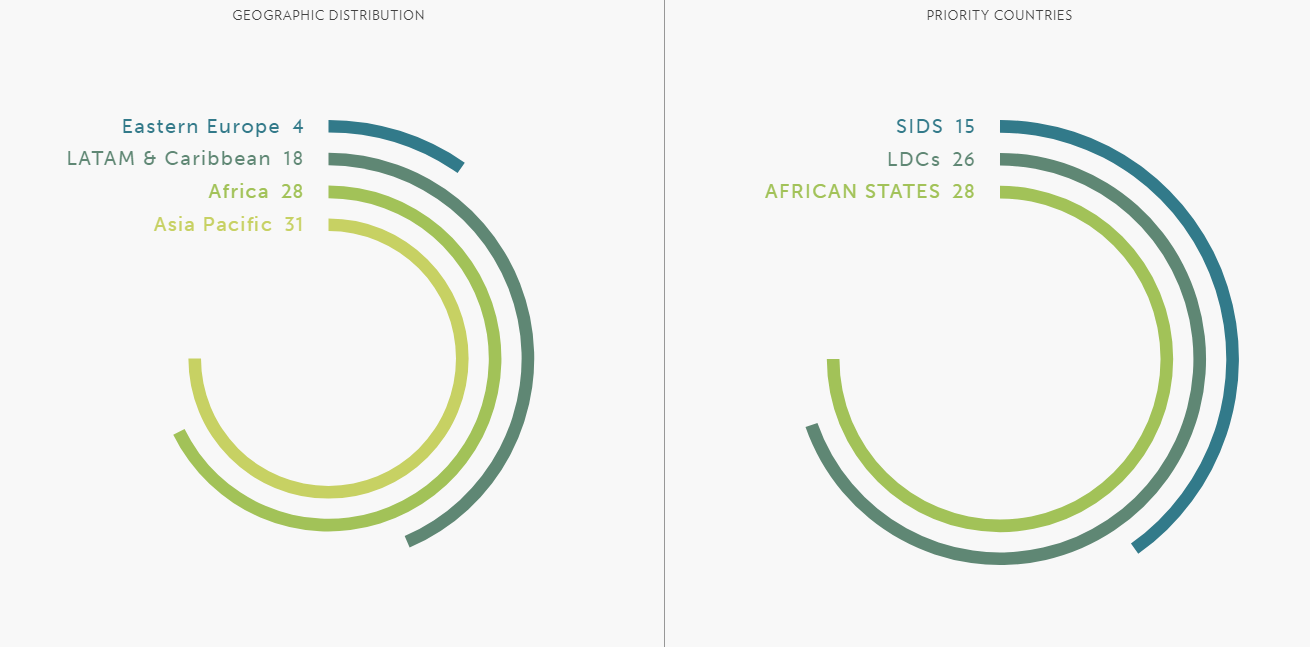 GEOGRAPHIC DISTRIBUTION
Eastern Europe 4
LATAM & Caribbean 18
Africa 28
Asia Pacific 31
PRIORITY COUNTRIES
SIDS 15
LDCs 26
AFRICAN STATES 28